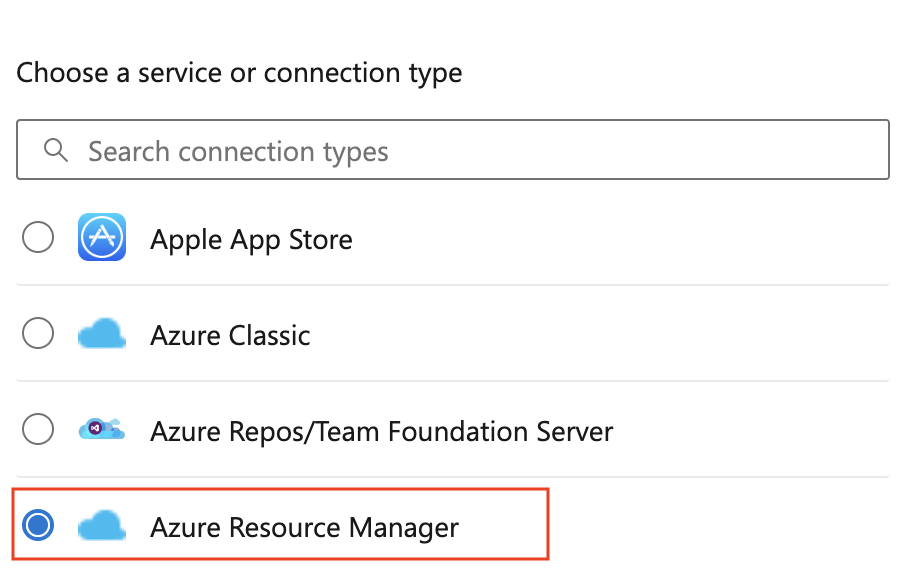 Choose a service or connection type
Search connection types
Apple App Store
Azure Classic
Azure Repos/Team Foundation Server
Azure Resource Manager